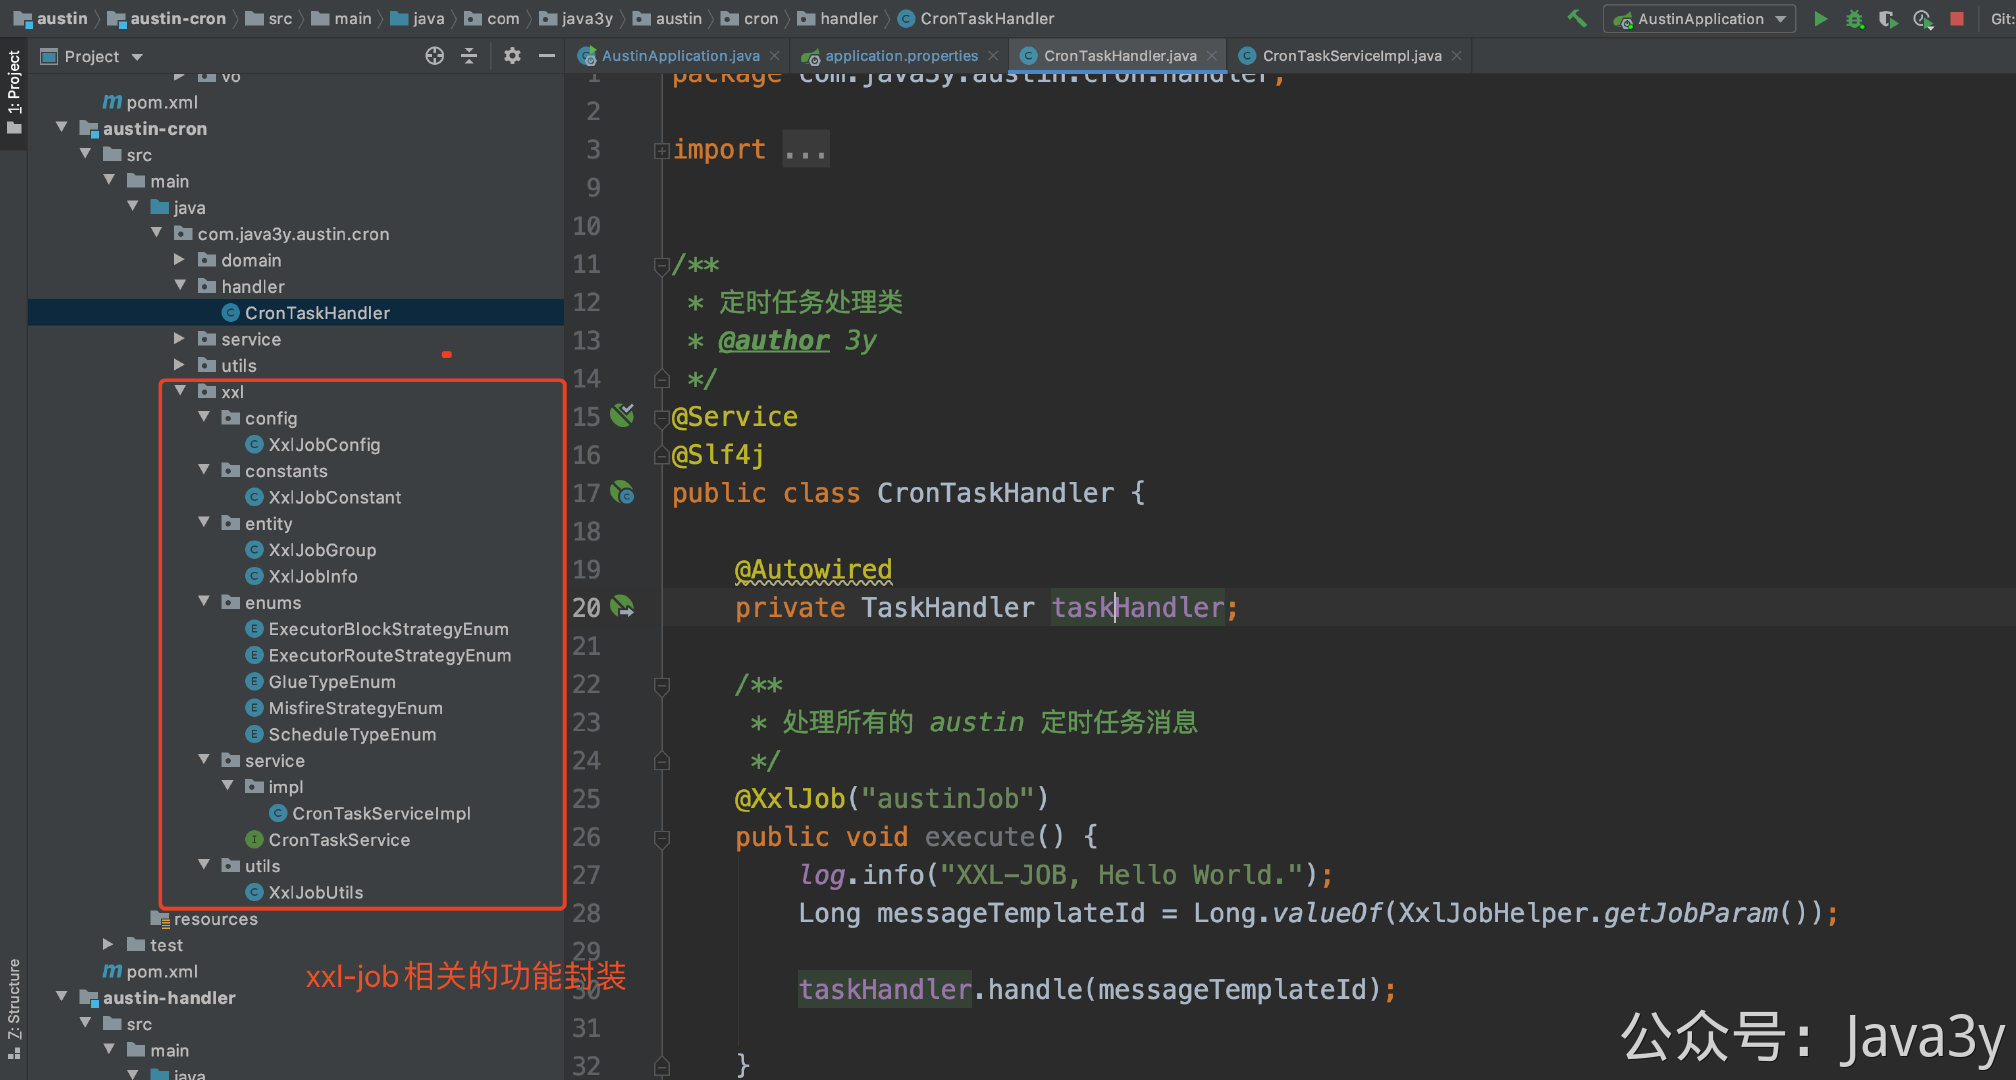 austin
austin-cron
src
main
java
com
java3y
austin
cron
handler
CronTaskHandler
AustinApplication
Git:
1: Project
Project
AustinApplication.java
application.properties
CronTaskHandler.java
CronTaskServiceImpl.java
vo
pom.xml
austin-cron
src
main
java
com.java3y.austin.cron
domain
handler
CronTaskHandler
service
utils
xxl
config
XxlJobConfig
constants
XxlJobConstant
entity
XxlJobGroup
XxlJobInfo
enums
ExecutorBlockStrategyEnum
ExecutorRouteStrategyEnum
GlueTypeEnum
MisfireStrategyEnum
ScheduleTypeEnum
service
impl
CronTaskServiceImpl
CronTaskService
utils
XxlJobUtils
resources
test
pom.xml
xxl-job相关的功能封装
austin-handler
src
main
java
Z: Structure
1 package com.java3y.austin.cron.handler;
2
3 import ...
9
10
11 /**
12 * 定时任务处理类
13 * @author 3y
14 */
15 @Service
16 @Slf4j
17 public class CronTaskHandler {
18
19 @Autowired
20 private TaskHandler taskHandler;
21
22 /**
23 * 处理所有的 austin 定时任务消息
24 */
25 @XxlJob("austinJob")
26 public void execute() {
27 log.info("XXL-JOB, Hello World.");
28 Long messageTemplateId = Long.valueOf(XxlJobHelper.getJobParam());
29
30 taskHandler.handle(messageTemplateId);
31
32 }
公众号：Java3y